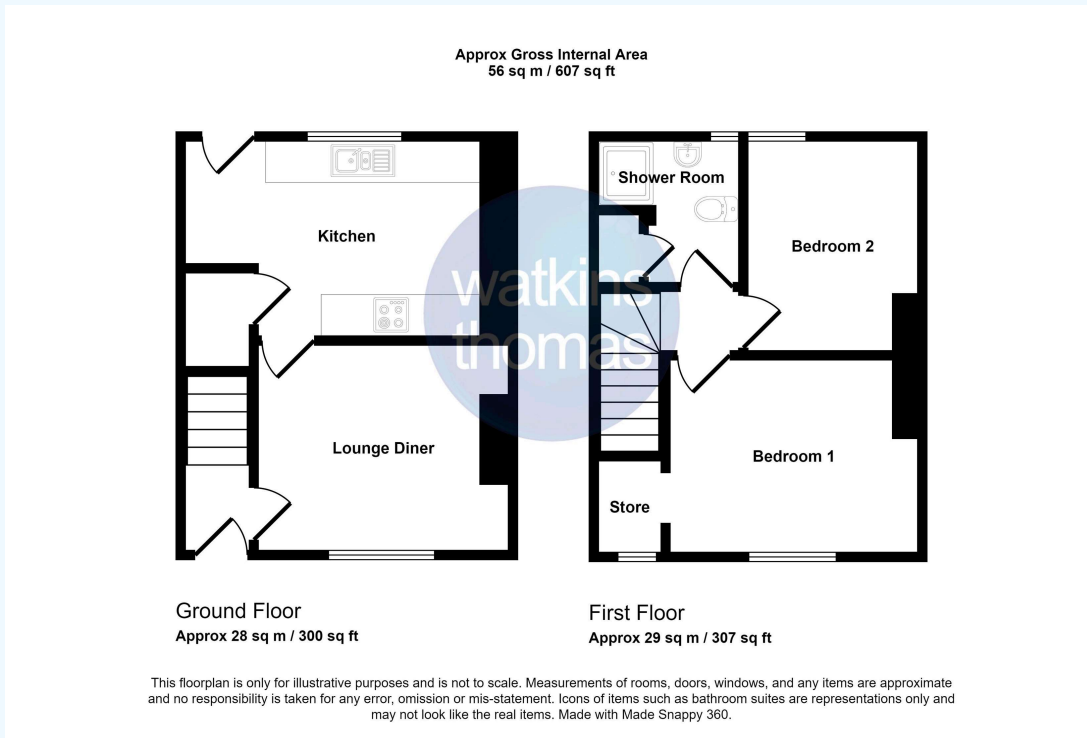 Approx Gross Internal Area
56 sq m / 607 sq ft
Kitchen
Lounge Diner
Shower Room
Bedroom 2
Bedroom 1
Store
watkins
thomas
Ground Floor
Approx 28 sq m / 300 sq ft
First Floor
Approx 29 sq m / 307 sq ft
This floorplan is only for illustrative purposes and is not to scale. Measurements of rooms, doors, windows, and any items are approximate
and no responsibility is taken for any error, omission or mis-statement. Icons of items such as bathroom suites are representations only and
may not look like the real items. Made with Made Snappy 360.